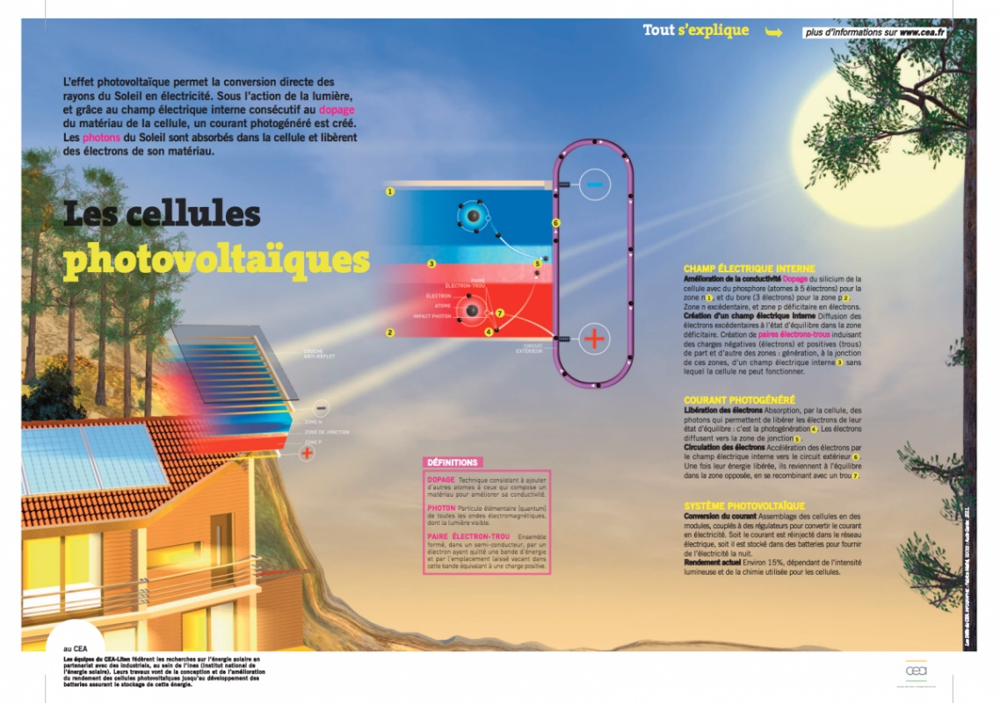 Tout s'explique
plus d'informations sur www.cea.fr
L'effet photovoltaïque permet la conversion directe des
rayons du Soleil en électricité. Sous l'action de la lumière,
et grâce au champ électrique interne consécutif au dopage
du matériau de la cellule, un courant photogénéré est créé.
Les photons du Soleil sont absorbés dans la cellule et libèrent
des électrons de son matériau.
Les cellules
photovoltaïques
1
3
2
PAIRE
ÉLECTRON-TROU
ÉLECTRON
ATOME
IMPACT PHOTON
4
7
5
6
CIRCUIT
EXTÉRIEUR
−
+
COUCHE
ANTI-REFLET
−
ZONE N
ZONE DE JONCTION
ZONE P
+
DÉFINITIONS
DOPAGE Technique consistant à ajouter
d'autres atomes à ceux qui compose un
matériau pour améliorer sa conductivité.
PHOTON Particule élémentaire (quantum)
de toutes les ondes électromagnétiques,
dont la lumière visible.
PAIRE ÉLECTRON-TROU Ensemble
formé, dans un semi-conducteur, par un
électron ayant quitté une bande d'énergie
et par l'emplacement laissé vacant dans
cette bande équivalant à une charge positive.
CHAMP ÉLECTRIQUE INTERNE
Amélioration de la conductivité Dopage du silicium de la
cellule avec du phosphore (atomes à 5 électrons) pour la
zone n 1, et du bore (3 électrons) pour la zone p 2.
Zone n excédentaire, et zone p déficitaire en électrons.
Création d'un champ électrique interne Diffusion des
électrons excédentaires à l'état d'équilibre dans la zone
déficitaire. Création de paires électrons-trous induisant
des charges négatives (électrons) et positives (trous)
de part et d'autre des zones : génération, à la jonction
de ces zones, d'un champ électrique interne 3 sans
lequel la cellule ne peut fonctionner.
COURANT PHOTOGÉNÉRÉ
Libération des électrons Absorption, par la cellule, des
photons qui permettent de libérer les électrons de leur
état d'équilibre : c'est la photogénération 4. Les électrons
diffusent vers la zone de jonction 5.
Circulation des électrons Accélération des électrons par
le champ électrique interne vers le circuit extérieur 6.
Une fois leur énergie libérée, ils reviennent à l'équilibre
dans la zone opposée, en se recombinant avec un trou 7.
SYSTÈME PHOTOVOLTAÏQUE
Conversion du courant Assemblage des cellules en des
modules, couplés à des régulateurs pour convertir le courant
en électricité. Soit le courant est réinjecté dans le réseau
électrique, soit il est stocké dans des batteries pour fournir
de l'électricité la nuit.
Rendement actuel Environ 15%, dépendant de l'intensité
lumineuse et de la chimie utilisée pour les cellules.
au CEA
Les équipes du CEA-Liten fédèrent les recherches sur l'énergie solaire en
partenariat avec des industriels, au sein de l'Ines (Institut national de
l'énergie solaire). Leurs travaux vont de la conception et de l'amélioration
du rendement des cellules photovoltaïques jusqu'au développement des
batteries assurant le stockage de cette énergie.
cea